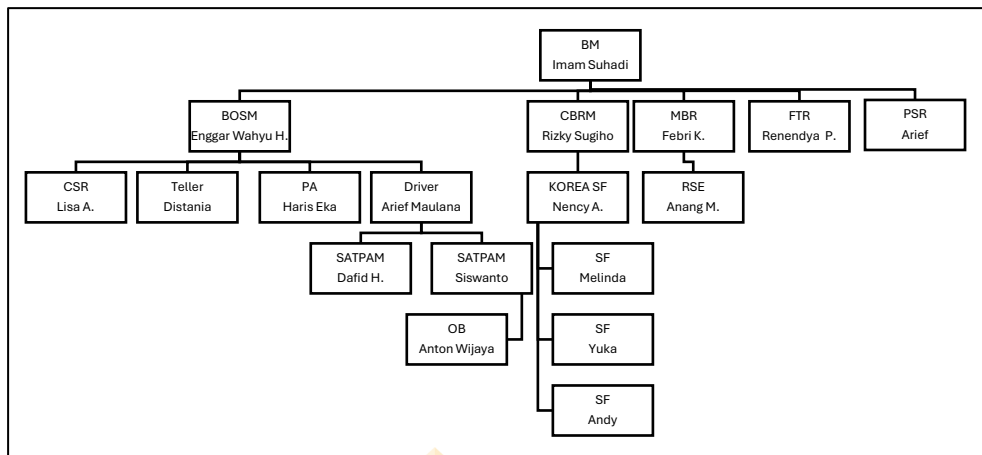 BM
Imam Suhadi
BOSM
Enggar Wahyu H.
CBRM
Rizky Sugiho
MBR
Febri K.
FTR
Renendya P.
PSR
Arief
CSR
Lisa A.
Teller
Distania
PA
Haris Eka
Driver
Arief Maulana
KOREA SF
Nency A.
RSE
Anang M.
SATPAM
Dafid H.
SATPAM
Siswanto
SF
Melinda
OB
Anton Wijaya
SF
Yuka
SF
Andy